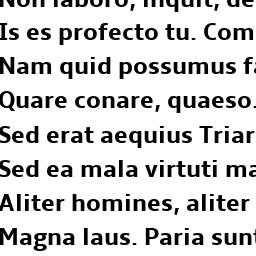 Non laboro, inquit, de
Is es profecto tu. Com
Nam quid possumus fa
Quare conare, quaeso.
Sed erat aequius Triar
Sed ea mala virtuti ma
Aliter homines, aliter
Magna laus. Paria sunt